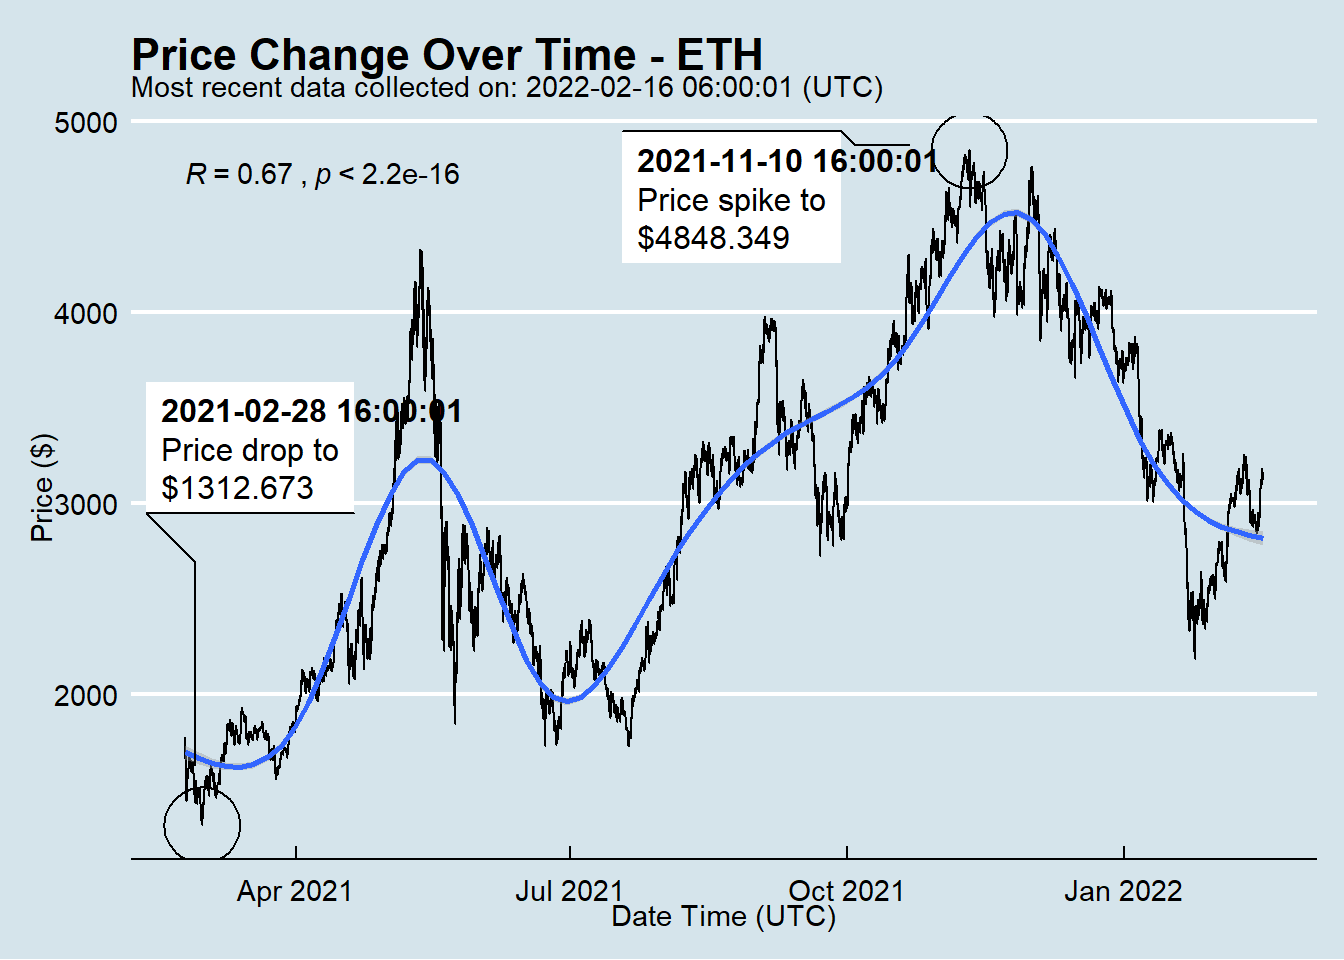 Price Change Over Time - ETH
Most recent data collected on: 2022-02-16 06:00:01 (UTC)
5000
4000
3000
2000
Price ($)
R = 0.67 , p < 2.2e-16
2021-11-10 16:00:01
Price spike to
$4848.349
2021-02-28 16:00:01
Price drop to
$1312.673
Apr 2021
Jul 2021
Oct 2021
Jan 2022
Date Time (UTC)